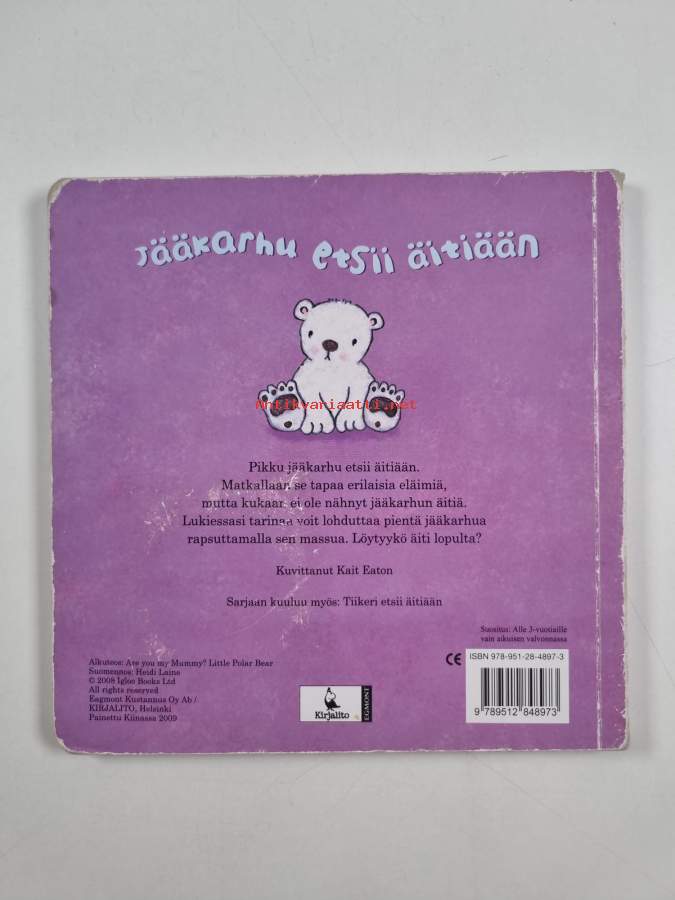 Jääkarhu etsii äitiään
Antikvariaatti.net
Pikku jääkarhu etsii äitiään.
Matkallaan se tapaa erilaisia eläimiä,
mutta kukaan ei ole nähnyt jääkarhun äitiä.
Lukiessasi tarinaa voit lohduttaa pientä jääkarhua
rapsuttamalla sen massua. Löytyykö äiti lopulta?
Kuvittanut Kait Eaton
Sarjaan kuuluu myös: Tiikeri etsii äitiään
Suositus: Alle 3-vuotiaille
vain aikuisen valvonnassa
Alkuteos: Are you my Mummy? Little Polar Bear
Suomennos: Heidi Laine
© 2008 Igloo Books Ltd
All rights reserved
Eagmont Kustannus Oy Ab /
KIRJALITO, Helsinki
Painettu Kiinassa 2009
Kirjalito
EGMONT
CE
ISBN 978-951-28-4897-3
9 789512 848973